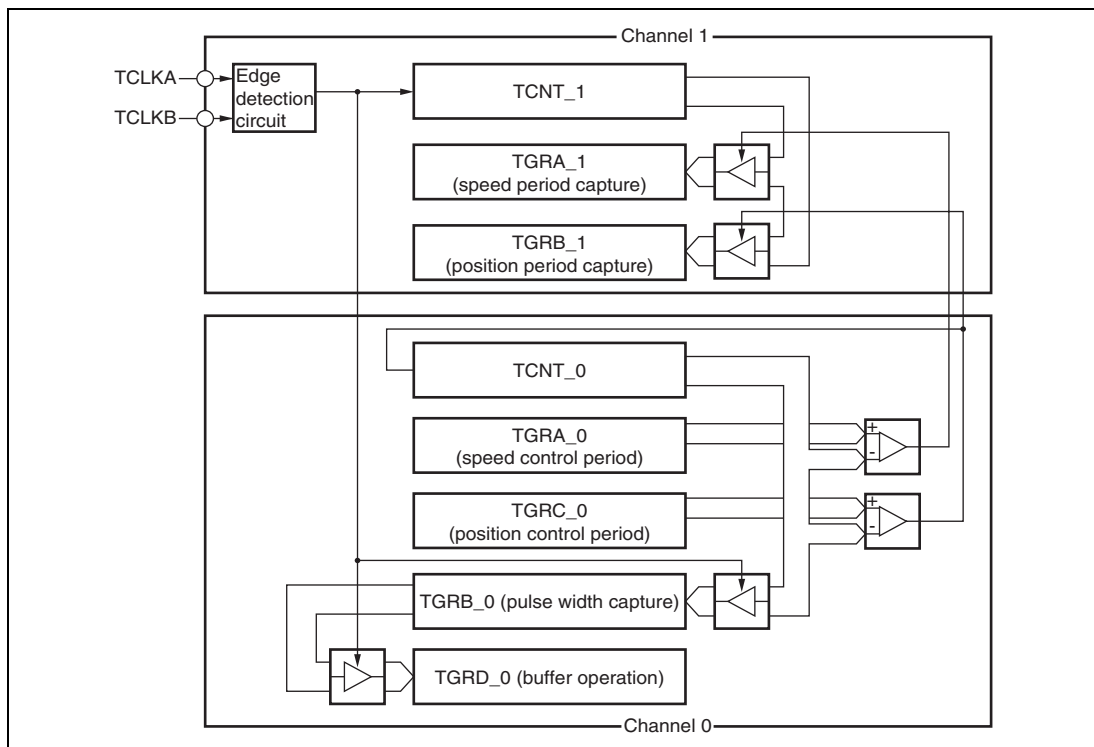 Channel 1
TCLKA
TCLKB
Edge
detection
circuit
TCNT_1
TGRA_1
(speed period capture)
TGRB_1
(position period capture)
TCNT_0
TGRA_0
(speed control period)
+
-
TGRC_0
(position control period)
+
-
TGRB_0 (pulse width capture)
TGRD_0 (buffer operation)
Channel 0